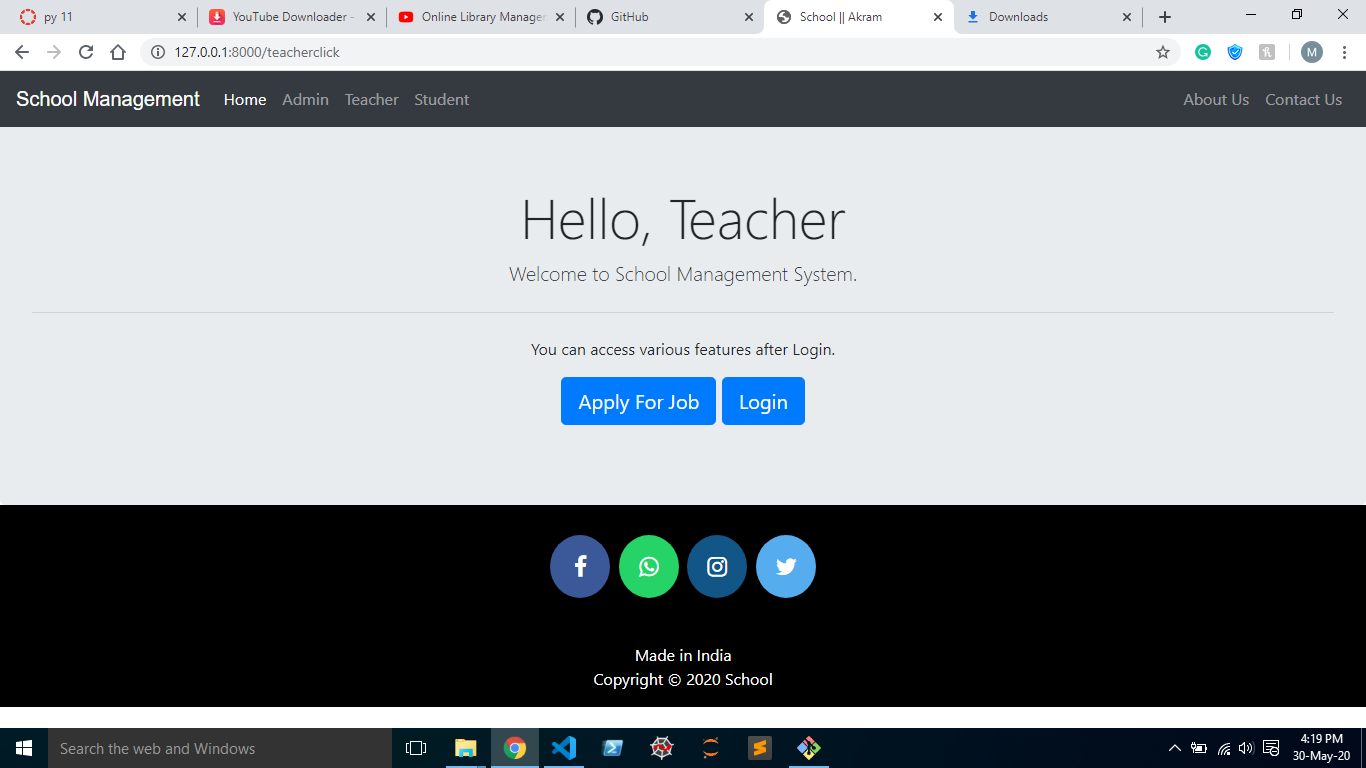 py 11
YouTube Downloader -
Online Library Manager
GitHub
School || Akram
Downloads
127.0.0.1:8000/teacherclick
M
School Management Home Admin Teacher Student About Us Contact Us
Hello, Teacher
Welcome to School Management System.
You can access various features after Login.
Apply For Job Login
Made in India
Copyright © 2020 School
Search the web and Windows
4:19 PM
30-May-20